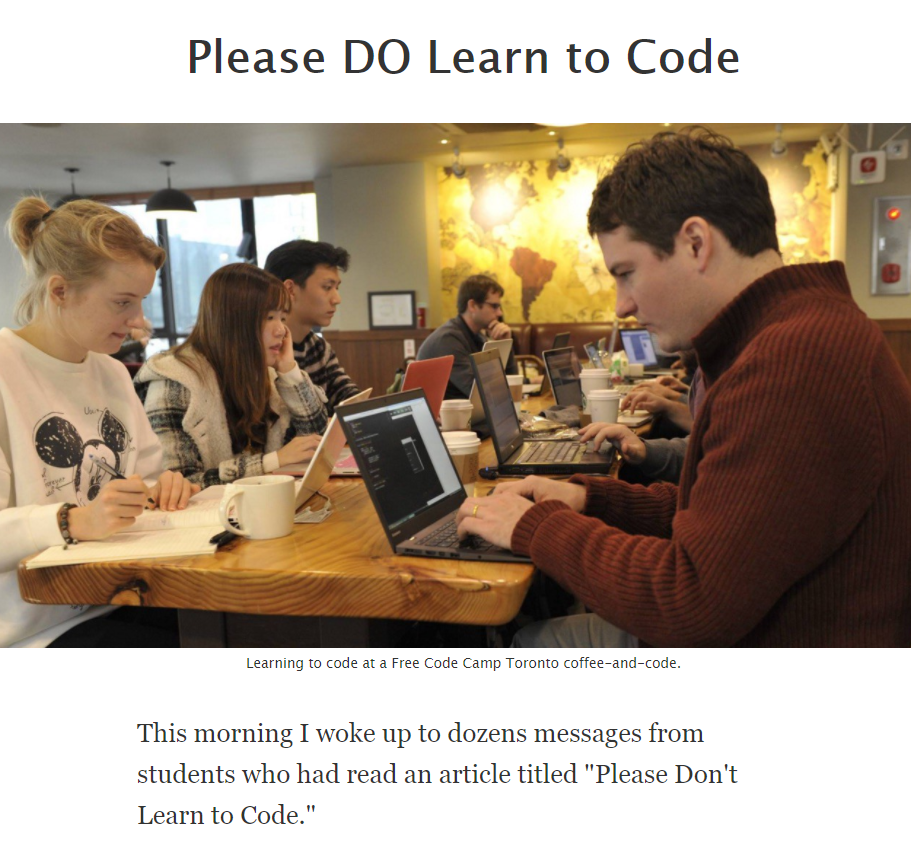 Please DO Learn to Code
Learning to code at a Free Code Camp Toronto coffee-and-code.
This morning I woke up to dozens messages from
students who had read an article titled "Please Don't
Learn to Code."